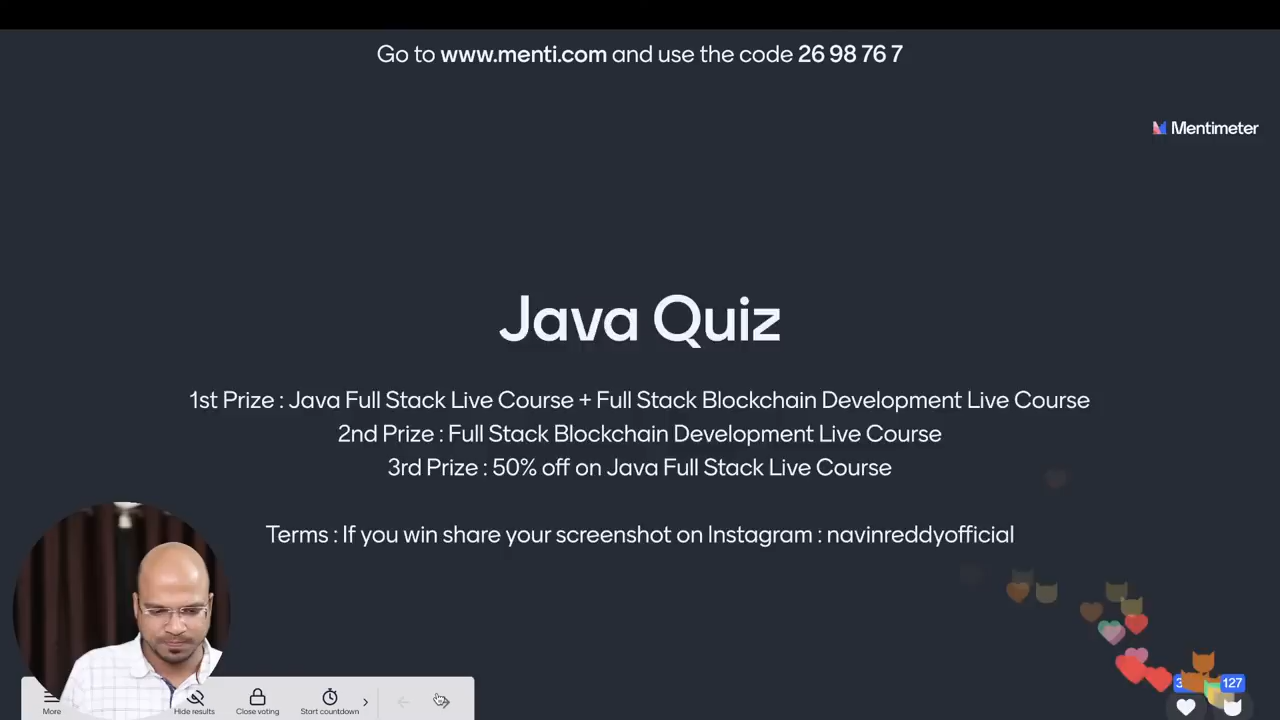 Go to www.menti.com and use the code 26 98 76 7
Mentimeter
Java Quiz
1st Prize : Java Full Stack Live Course + Full Stack Blockchain Development Live Course
2nd Prize : Full Stack Blockchain Development Live Course
3rd Prize : 50% off on Java Full Stack Live Course
Terms : If you win share your screenshot on Instagram : navinreddyofficial
127
More
Hide results
Close voting
Start countdown